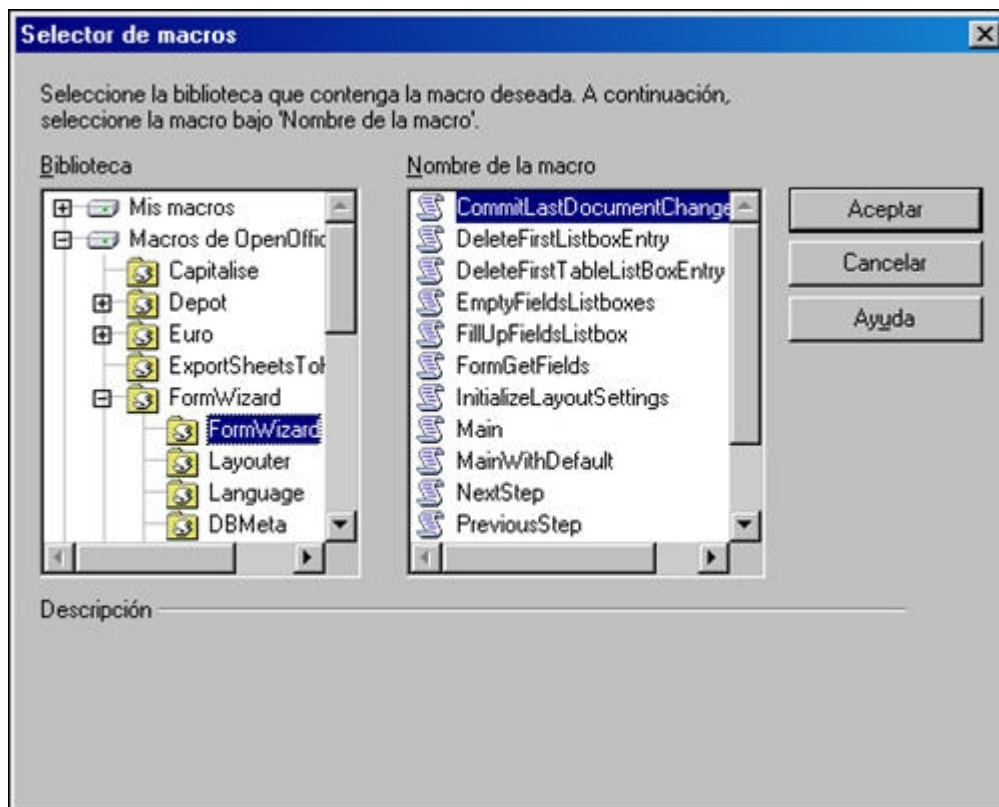 Selector de macros
Seleccione la biblioteca que contenga la macro deseada. A continuación,
seleccione la macro bajo 'Nombre de la macro'.
Biblioteca
Mis macros
Macros de OpenOffic
Capitalise
Depot
Euro
ExportSheetsToH
FormWizard
FormWizard
Layouter
Language
DBMeta
Nombre de la macro
CommitLastDocumentChange
DeleteFirstListboxEntry
DeleteFirstTableListBoxEntry
EmptyFieldsListboxes
FillUpFieldsListbox
FormGetFields
InitializeLayoutSettings
Main
MainWithDefault
NextStep
PreviousStep
Aceptar
Cancelar
Ayuda
Descripción